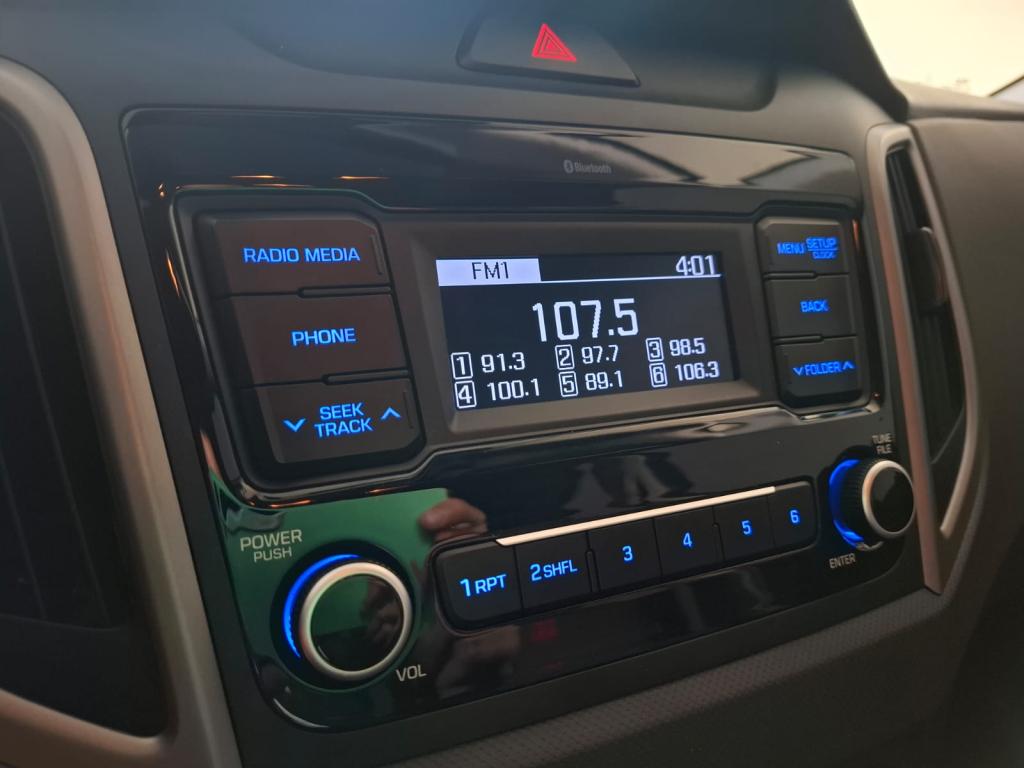 Bluetooth
RADIO MEDIA
PHONE
SEEK
TRACK
FM1 4:01
107.5
1 91.3 2 97.7 3 98.5
4 100.1 5 89.1 6 106.3
MENU SETUP
CLOCK
BACK
FOLDER
POWER
PUSH
VOL
1 RPT 2 SHFL 3 4 5 6
TUNE
FILE
ENTER